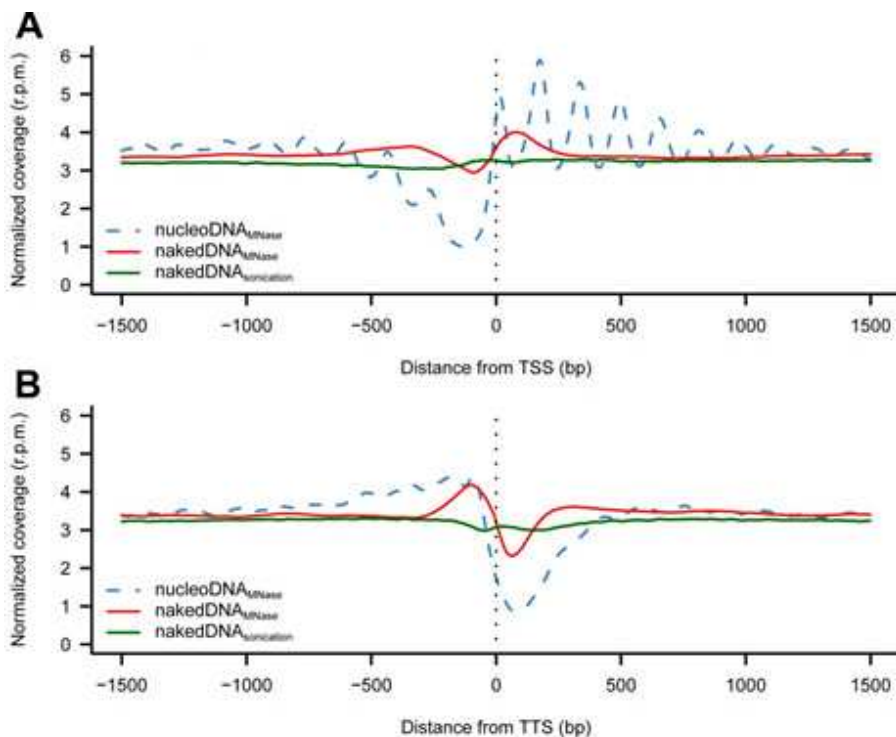 A
Normalized coverage (r.p.m.)
6
5
4
3
2
1
0
nucleoDNAMNase
nakedDNAMNase
nakedDNAsonication
−1500 −1000 −500 0 500 1000 1500
Distance from TSS (bp)
B
Normalized coverage (r.p.m.)
6
5
4
3
2
1
0
nucleoDNAMNase
nakedDNAMNase
nakedDNAsonication
−1500 −1000 −500 0 500 1000 1500
Distance from TTS (bp)